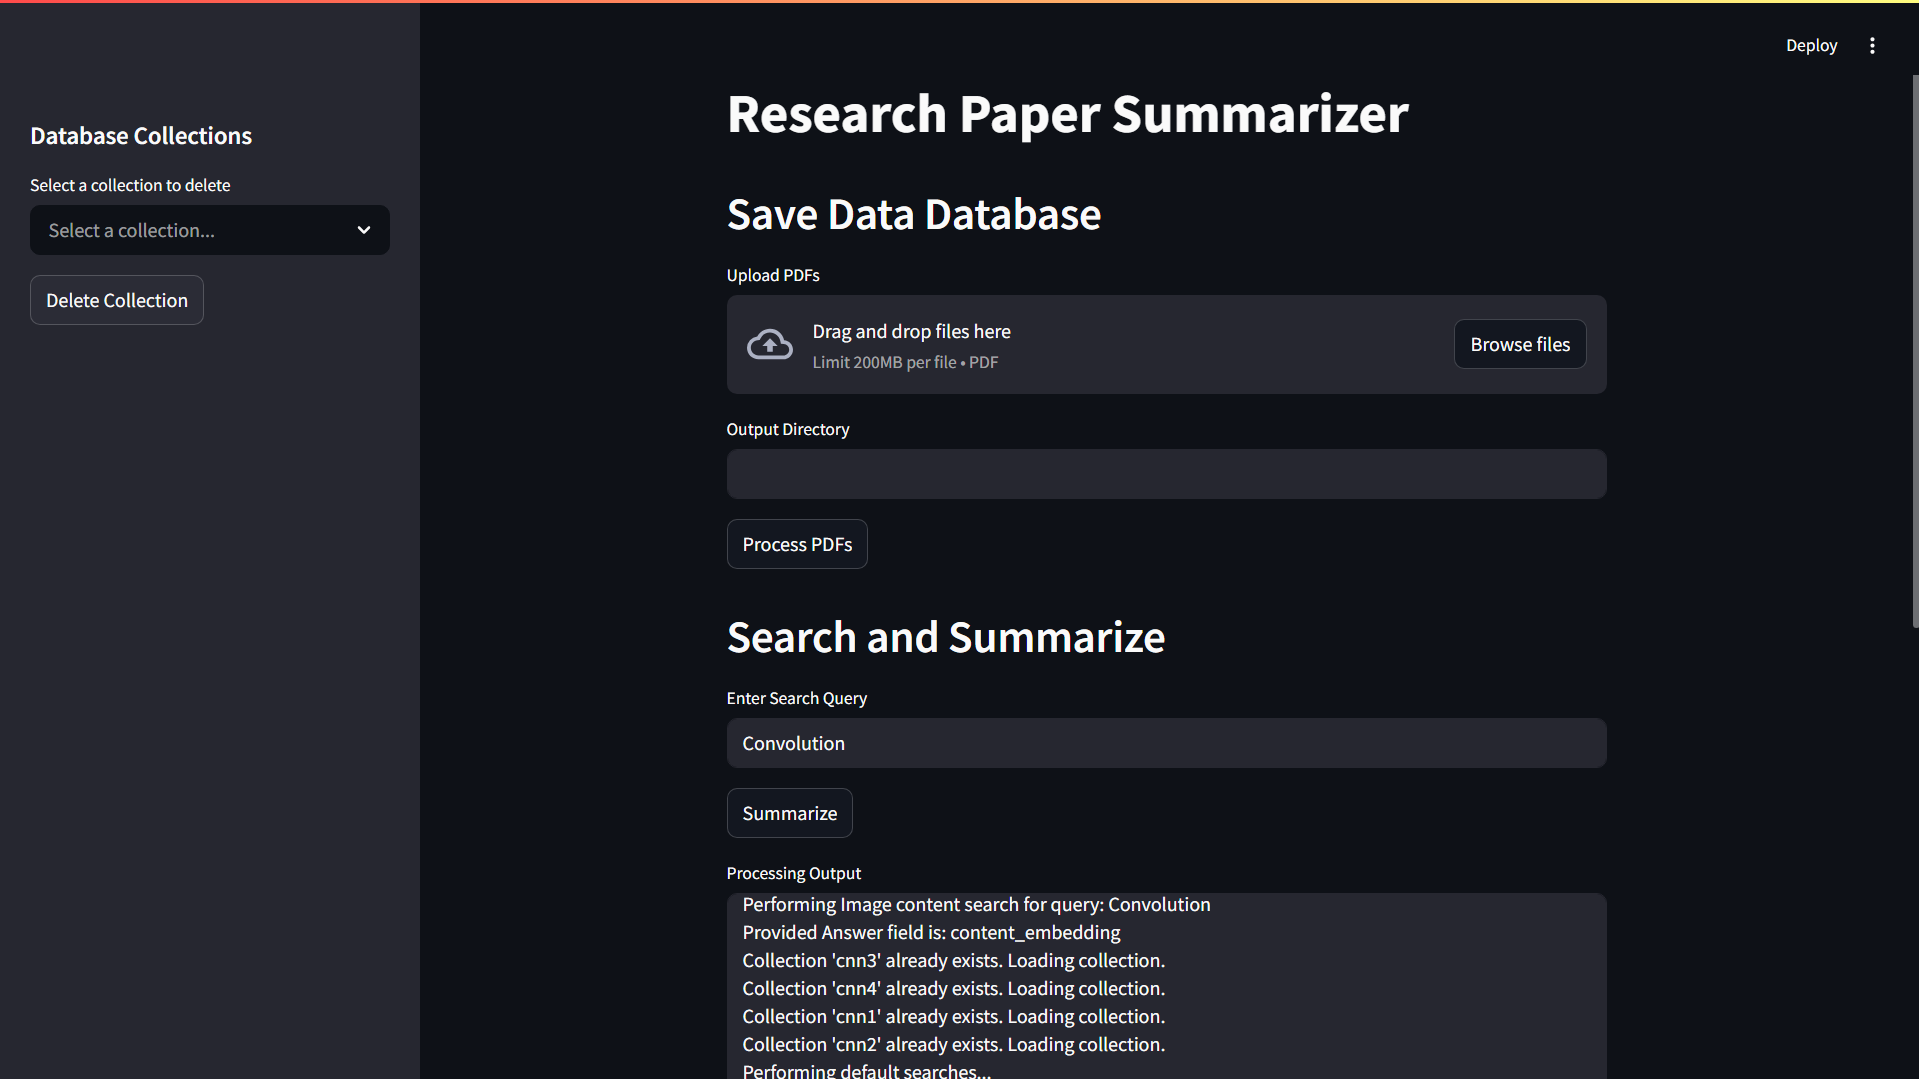 Deploy
Database Collections
Select a collection to delete
Select a collection...
Delete Collection
Research Paper Summarizer
Save Data Database
Upload PDFs
Drag and drop files here
Limit 200MB per file • PDF
Browse files
Output Directory
Process PDFs
Search and Summarize
Enter Search Query
Convolution
Summarize
Processing Output
Performing Image content search for query: Convolution
Provided Answer field is: content_embedding
Collection 'cnn3' already exists. Loading collection.
Collection 'cnn4' already exists. Loading collection.
Collection 'cnn1' already exists. Loading collection.
Collection 'cnn2' already exists. Loading collection.
Performing default searches...